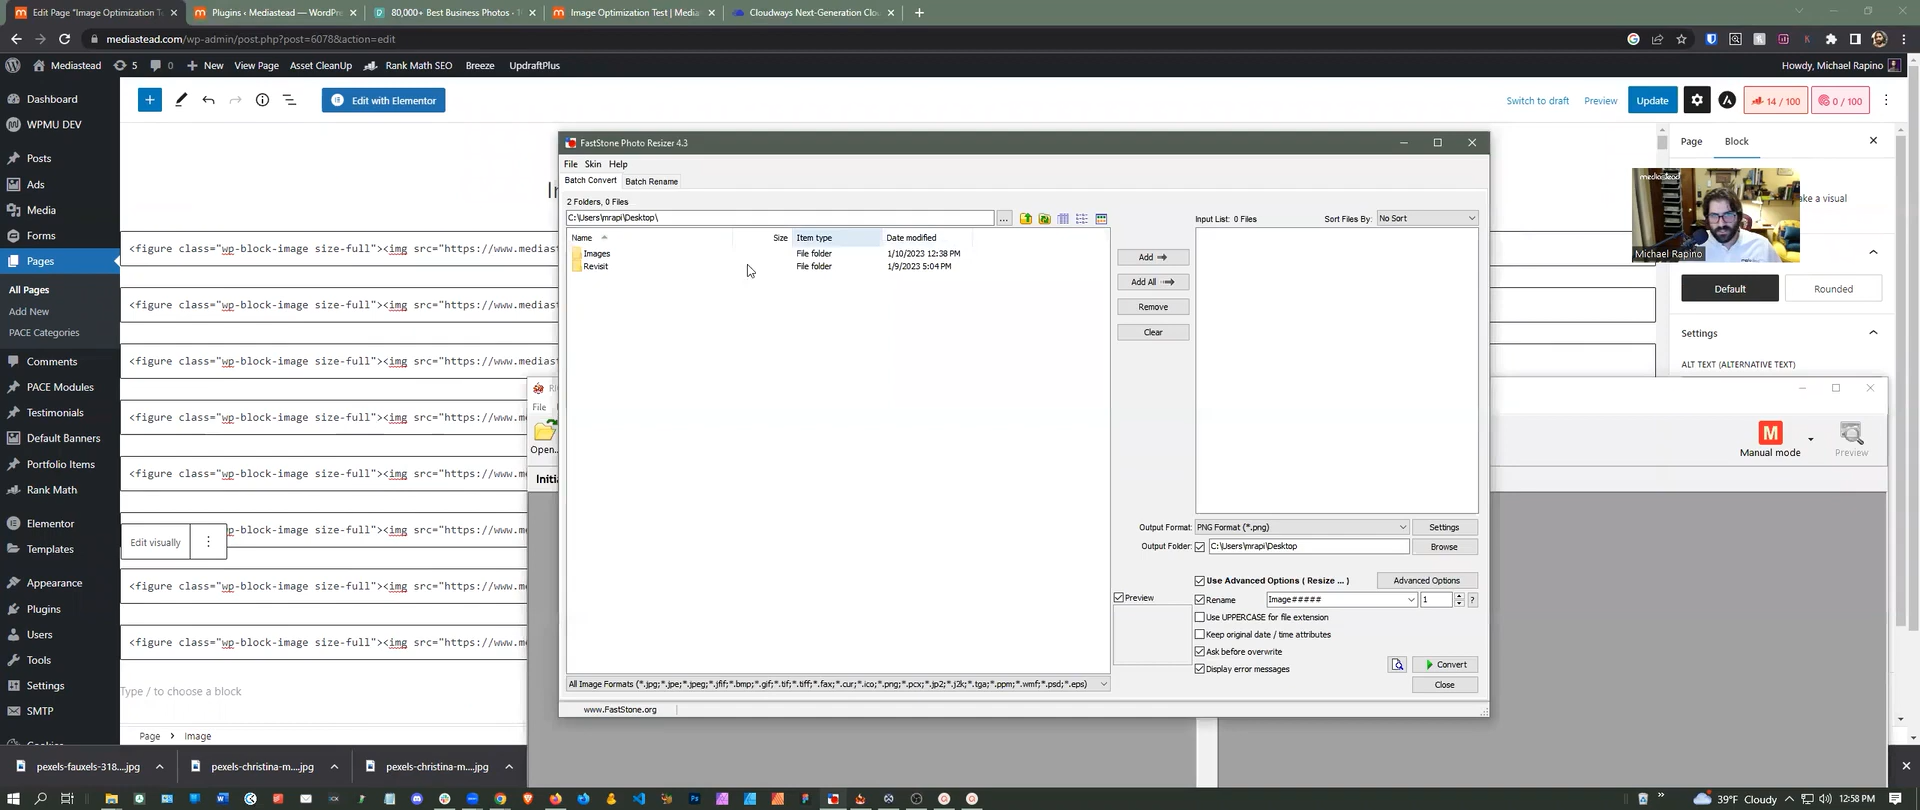 Edit Page "Image Optimization T
Plugins ‹ Mediastead — WordPre
80,000+ Best Business Photos · 1
Image Optimization Test | Media
Cloudways Next-Generation Clou
mediastead.com/wp-admin/post.php?post=6078&action=edit
Mediastead 5 0 + New View Page Asset CleanUp Rank Math SEO Breeze UpdraftPlus
Howdy, Michael Rapino
Dashboard
WPMU DEV
Posts
Ads
Media
Forms
Pages
All Pages
Add New
PACE Categories
Comments
PACE Modules
Testimonials
Default Banners
Portfolio Items
Rank Math
Elementor
Templates
Appearance
Plugins
Users
Tools
Settings
SMTP
Edit with Elementor
Switch to draft Preview Update 14 / 100 0 / 100
<figure class="wp-block-image size-full"><img src="https://www.mediast
<figure class="wp-block-image size-full"><img src="https://www.mediast
<figure class="wp-block-image size-full"><img src="https://www.mediast
<figure class="wp-block-image size-full"><img src="https://www.me
<figure class="wp-block-image size-full"><img src="https://www.me
p-block-image size-full"><img src="https://www.me
Edit visually
<figure class="wp-block-image size-full"><img src="https://www.me
<figure class="wp-block-image size-full"><img src="https://www.me
Type / to choose a block
Page > Image
FastStone Photo Resizer 4.3
File Skin Help
Batch Convert Batch Rename
2 Folders, 0 Files
C:\Users\mrapi\Desktop\
...
Name Size Item type Date modified
Images File folder 1/10/2023 12:38 PM
Revisit File folder 1/9/2023 5:04 PM
All Image Formats (*.jpg;*.jpe;*.jpeg;*.jfif;*.bmp;*.gif;*.tif;*.tiff;*.fax;*.cur;*.ico;*.png;*.pcx;*.jp2;*.j2k;*.tga;*.ppm;*.wmf;*.psd;*.eps)
www.FastStone.org
Input List: 0 Files
Sort Files By: No Sort
Add
Add All
Remove
Clear
Output Format: PNG Format (*.png) Settings
Output Folder: C:\Users\mrapi\Desktop Browse
Use Advanced Options ( Resize ... ) Advanced Options
Preview
Rename Image##### 1 ?
Use UPPERCASE for file extension
Keep original date / time attributes
Ask before overwrite
Display error messages
Convert
Close
File
Open..
Initi
M
Manual mode
Preview
Page Block
ake a visual
mediastead
Michael Rapino
Default Rounded
Settings
ALT TEXT (ALTERNATIVE TEXT)
pexels-fauxels-318....jpg
pexels-christina-m....jpg
pexels-christina-m....jpg
39°F Cloudy
12:58 PM